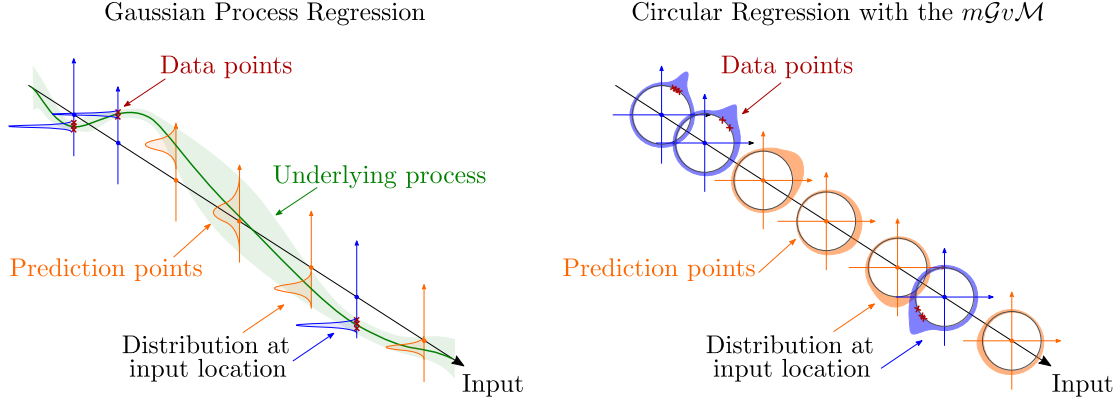 Gaussian Process Regression
Data points
Underlying process
Prediction points
Distribution at
input location
Input
Circular Regression with the m𝒢v𝓜
Data points
Prediction points
Distribution at
input location
Input